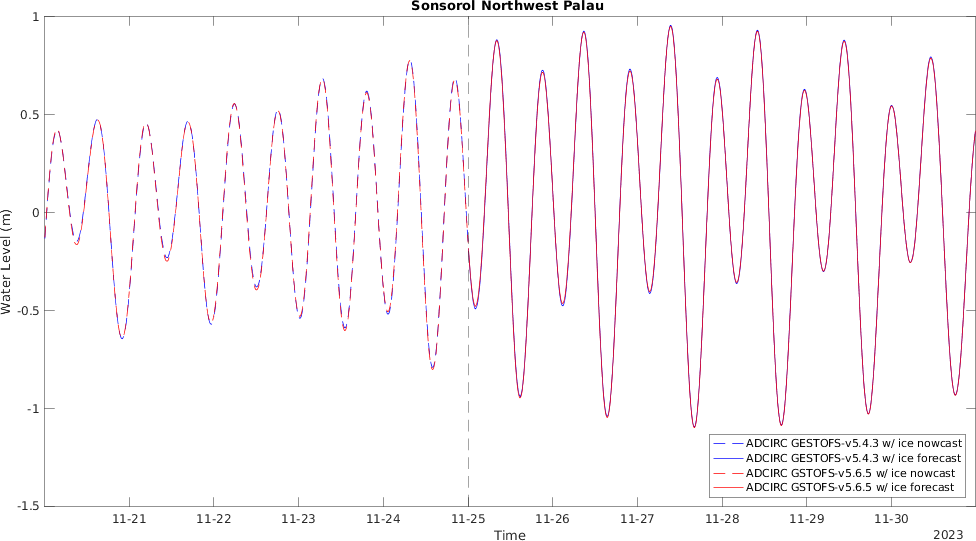 Sonsorol Northwest Palau
1
0.5
0
-0.5
-1
-1.5
Water Level (m)
11-21
11-22
11-23
11-24
11-25
11-26
11-27
11-28
11-29
11-30
Time
2023
ADCIRC GESTOFS-v5.4.3 w/ ice nowcast
ADCIRC GESTOFS-v5.4.3 w/ ice forecast
ADCIRC GSTOFS-v5.6.5 w/ ice nowcast
ADCIRC GSTOFS-v5.6.5 w/ ice forecast